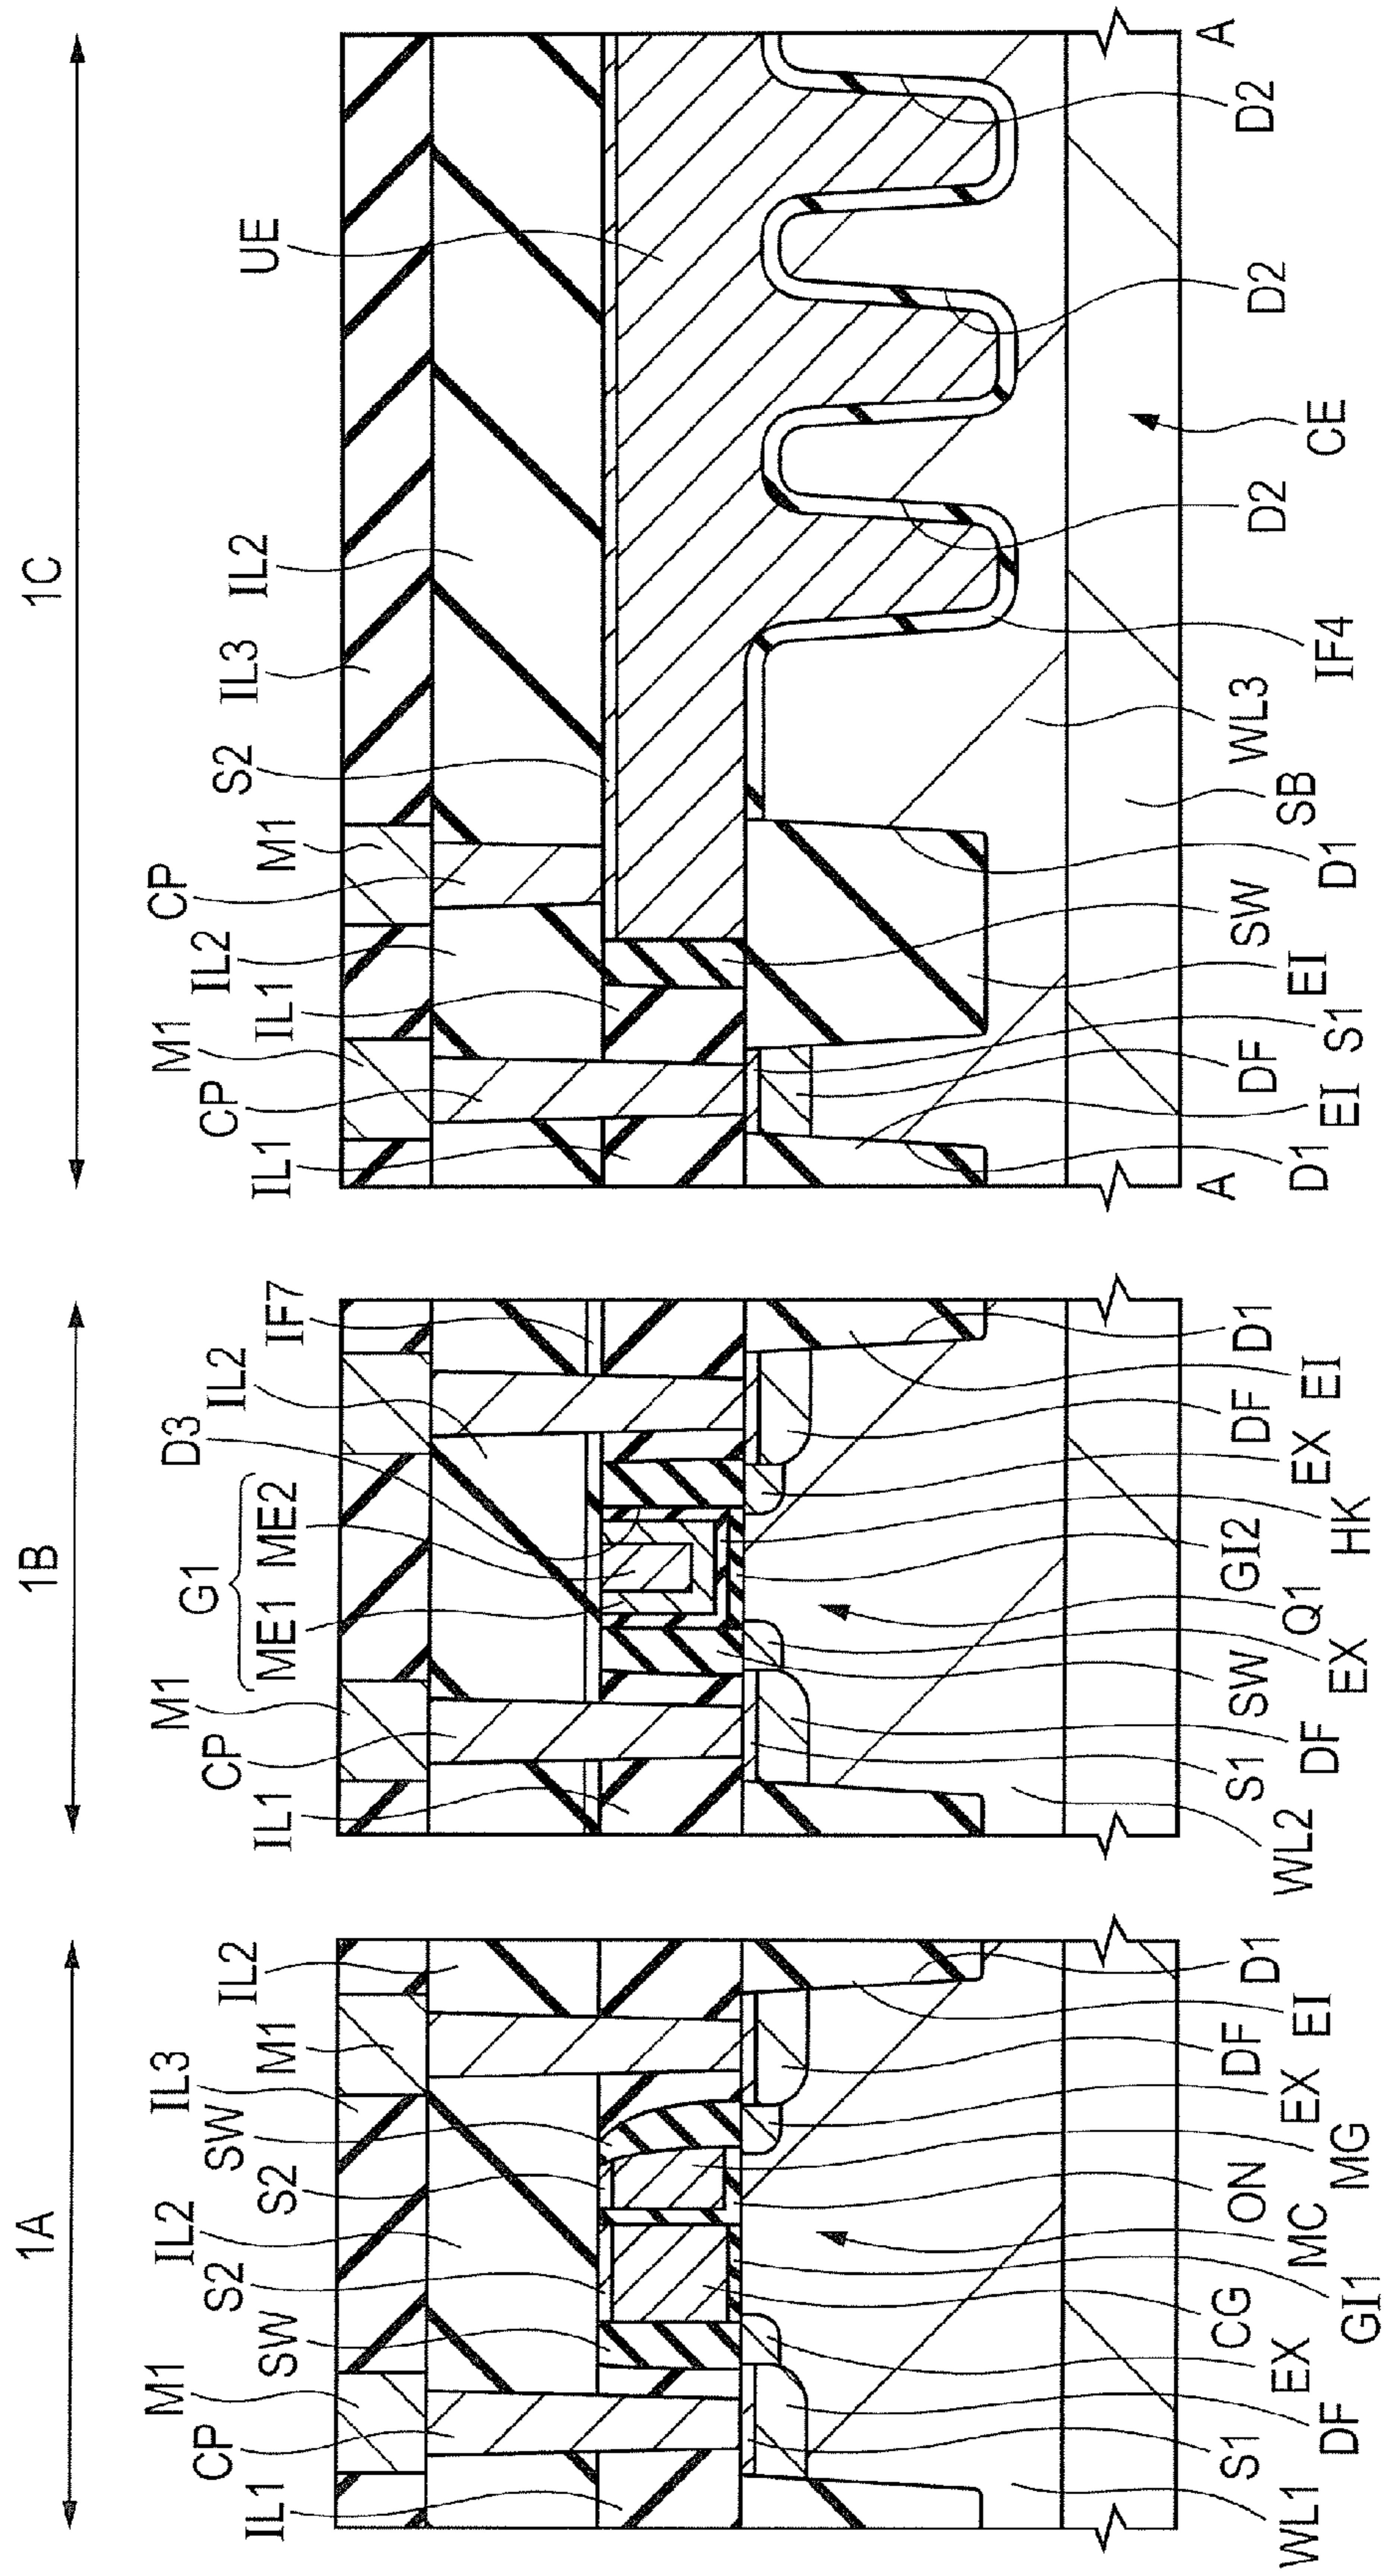 1A
1B
1C
IL1
CP
M1
SW
S2
IL2
S2
SW
IL3
M1
IL2
IL1
CP
M1
G1
ME1 ME2
D3
IL2
IF7
IL1
CP
M1
IL1
IL2
CP
M1
S2
IL3
IL2
UE
WL1
S1
DF
EX
CG
GI1
MC
ON
MG
EX
DF
EI
D1
WL2
S1
DF
SW
EX
Q1
GI2
HK
EX
DF
EI
D1
A
D1
EI
DF
S1
EI
SW
D1
SB
WL3
IF4
D2
CE
D2
D2
A